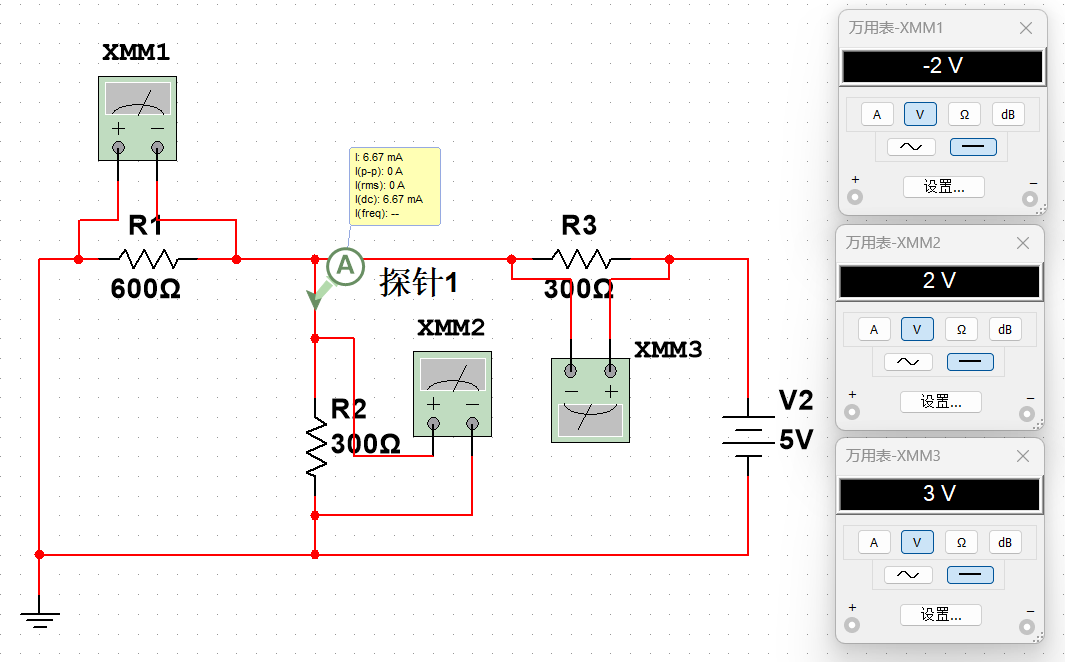 XMM1
+ −
R1
600Ω
I: 6.67 mA
I(p-p): 0 A
I(rms): 0 A
I(dc): 6.67 mA
I(freq): --
A
探针1
R3
300Ω
XMM2
+ −
R2
300Ω
XMM3
− +
V2
5V
万用表-XMM1
-2 V
A V Ω dB
+ 设置... −
万用表-XMM2
2 V
A V Ω dB
+ 设置... −
万用表-XMM3
3 V
A V Ω dB
+ 设置... −